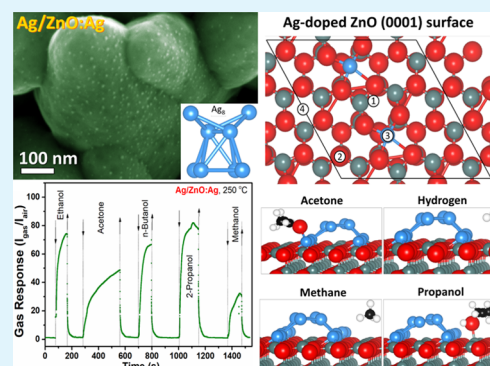 Ag/ZnO:Ag
Ag8
100 nm
Ag-doped ZnO (0001) surface
1
4
3
2
Gas Response (Igas/Iair)
100
80
60
40
20
0
Ethanol
Acetone
n-Butanol
2-Propanol
Methanol
Ag/ZnO:Ag, 250 °C
0 200 400 600 800 1000 1200 1400
Acetone
Hydrogen
Methane
Propanol